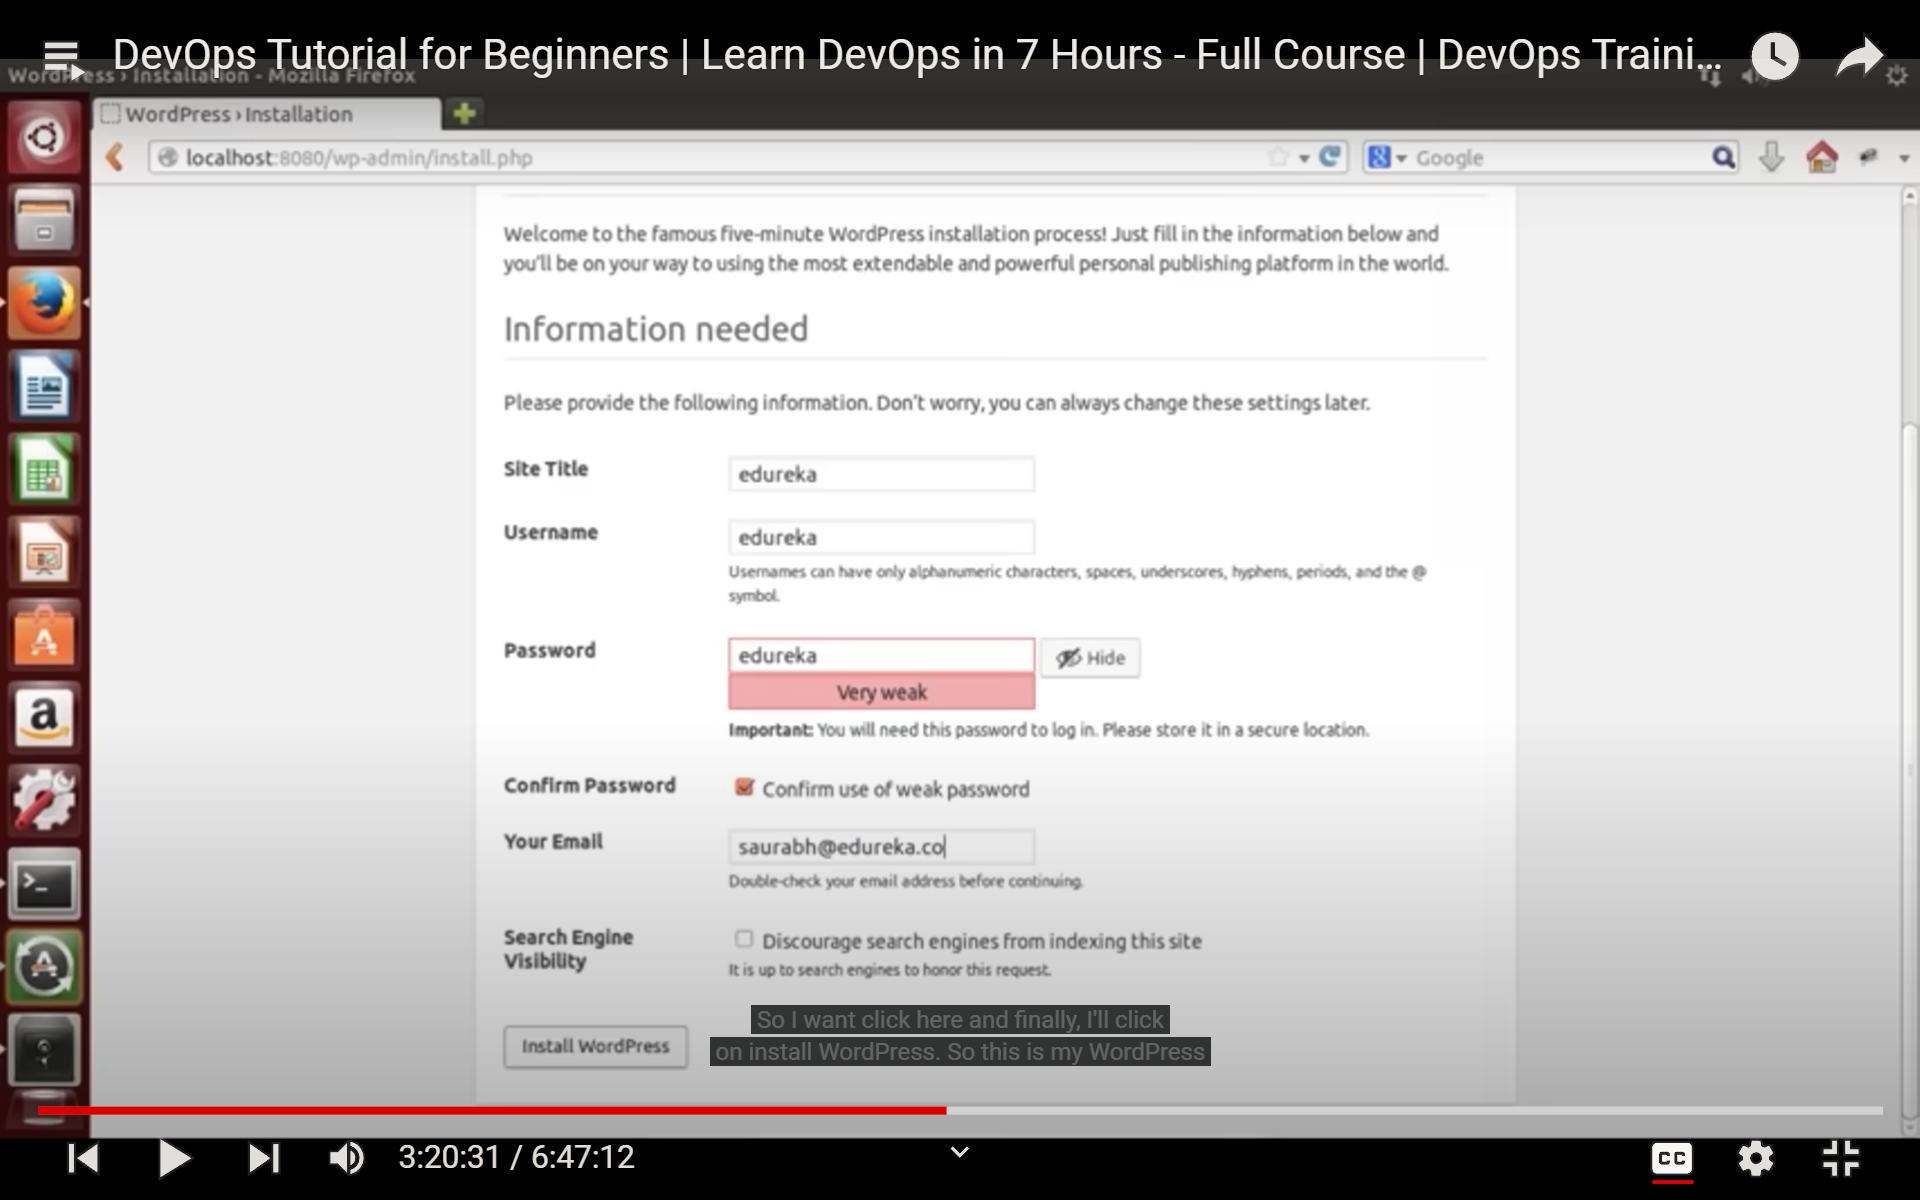 DevOps Tutorial for Beginners | Learn DevOps in 7 Hours - Full Course | DevOps Traini...
WordPress › Installation - Mozilla Firefox
WordPress › Installation
localhost:8080/wp-admin/install.php
Google
Welcome to the famous five-minute WordPress installation process! Just fill in the information below and
you'll be on your way to using the most extendable and powerful personal publishing platform in the world.
Information needed
Please provide the following information. Don't worry, you can always change these settings later.
Site Title
edureka
Username
edureka
Usernames can have only alphanumeric characters, spaces, underscores, hyphens, periods, and the @
symbol.
Password
edureka
Hide
Very weak
Important: You will need this password to log in. Please store it in a secure location.
Confirm Password
Confirm use of weak password
Your Email
saurabh@edureka.co
Double-check your email address before continuing.
Search Engine
Visibility
Discourage search engines from indexing this site
It is up to search engines to honor this request.
So I want click here and finally, I'll click
on install WordPress. So this is my WordPress
Install WordPress
3:20:31 / 6:47:12
CC